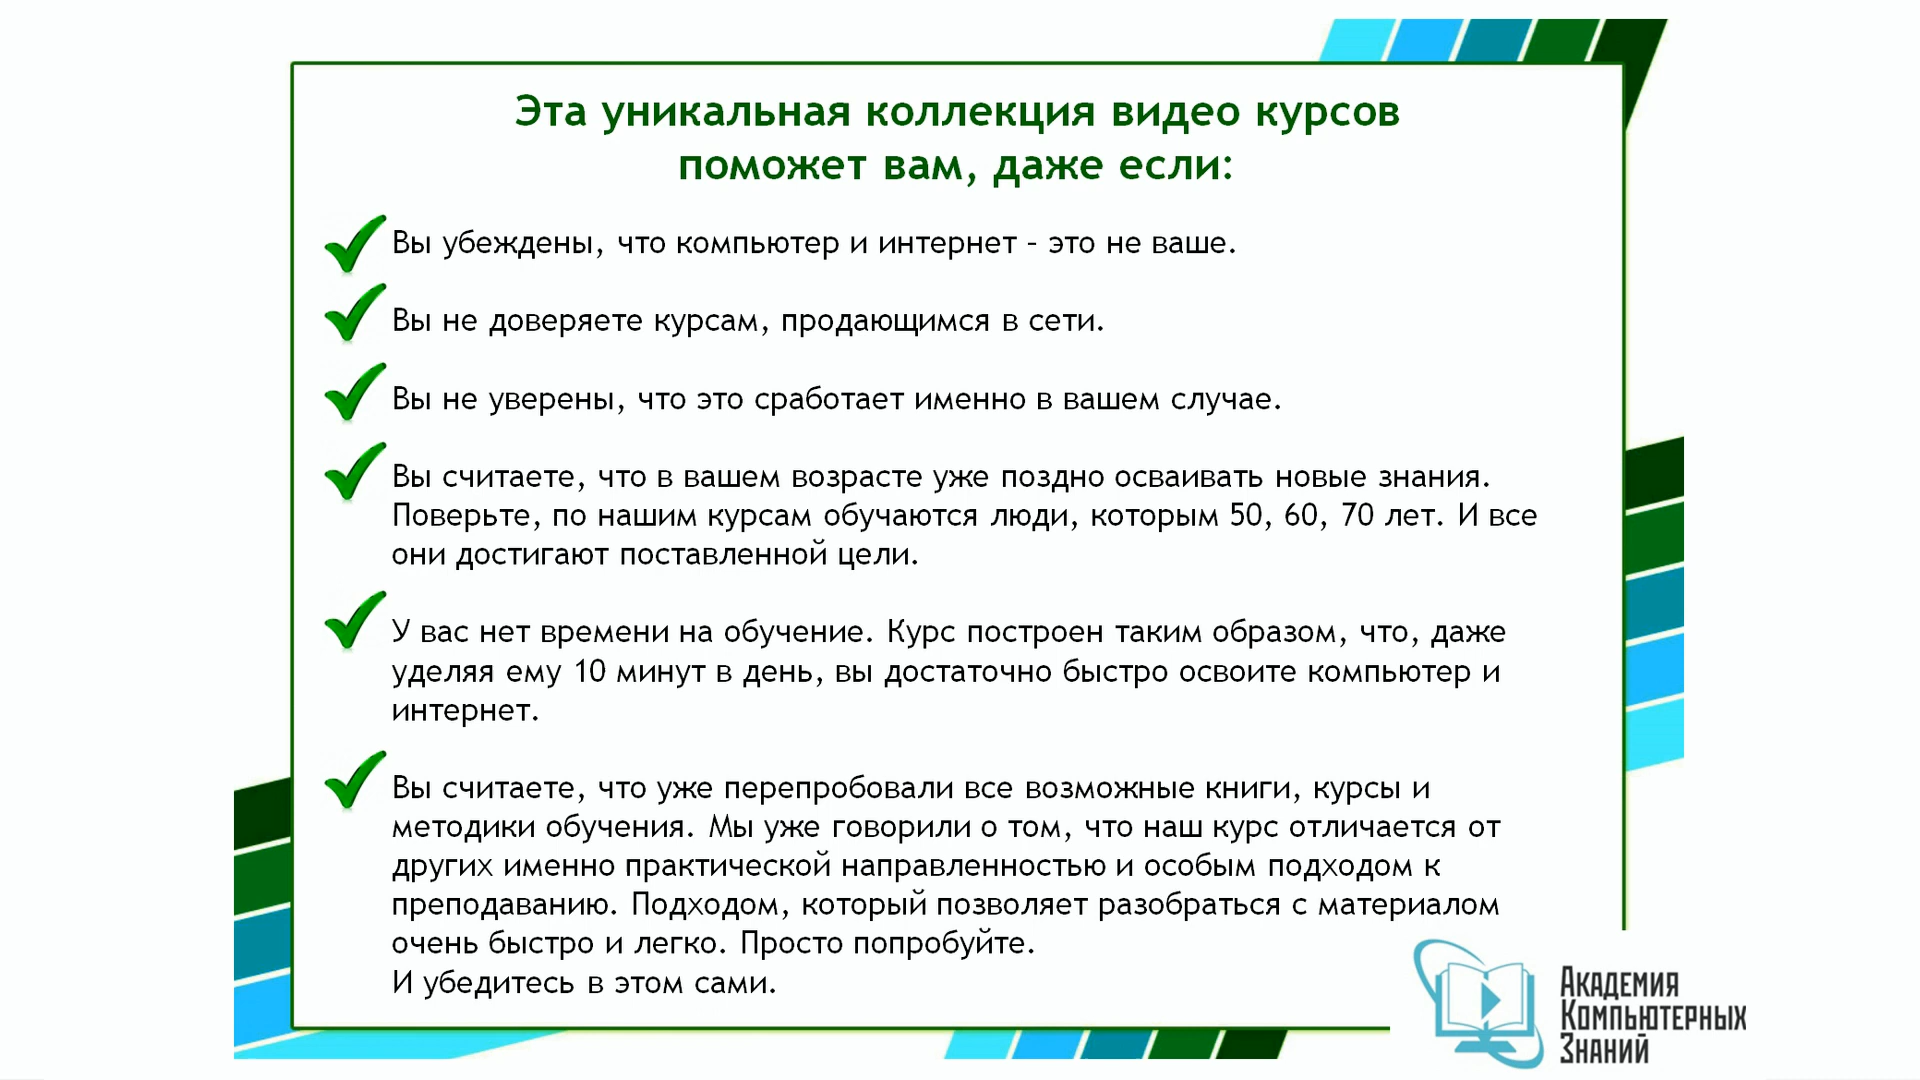 Эта уникальная коллекция видео курсов
поможет вам, даже если:
Вы убеждены, что компьютер и интернет - это не ваше.
Вы не доверяете курсам, продающимся в сети.
Вы не уверены, что это сработает именно в вашем случае.
Вы считаете, что в вашем возрасте уже поздно осваивать новые знания.
Поверьте, по нашим курсам обучаются люди, которым 50, 60, 70 лет. И все
они достигают поставленной цели.
У вас нет времени на обучение. Курс построен таким образом, что, даже
уделяя ему 10 минут в день, вы достаточно быстро освоите компьютер и
интернет.
Вы считаете, что уже перепробовали все возможные книги, курсы и
методики обучения. Мы уже говорили о том, что наш курс отличается от
других именно практической направленностью и особым подходом к
преподаванию. Подходом, который позволяет разобраться с материалом
очень быстро и легко. Просто попробуйте.
И убедитесь в этом сами.
Академия
Компьютерных
Знаний